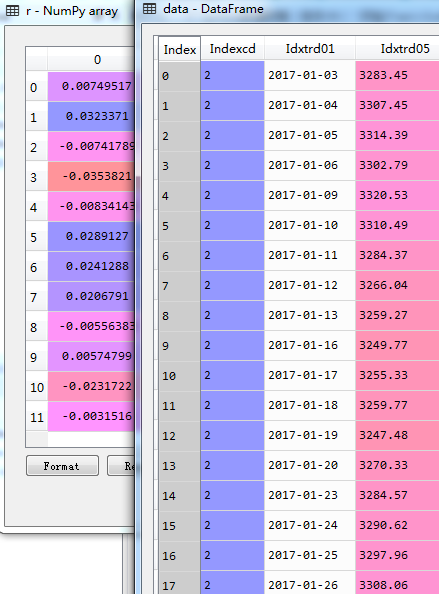 r - NumPy array
0
0 0.00749517
1 0.0323371
2 -0.00741789
3 -0.0353821
4 -0.00834143
5 0.0289127
6 0.0241288
7 0.0206791
8 -0.00556383
9 0.00574799
10 -0.0231722
11 -0.0031516
Format Re
data - DataFrame
Index Indexcd Idxtrd01 Idxtrd05
0 2 2017-01-03 3283.45
1 2 2017-01-04 3307.45
2 2 2017-01-05 3314.39
3 2 2017-01-06 3302.79
4 2 2017-01-09 3320.53
5 2 2017-01-10 3310.49
6 2 2017-01-11 3284.37
7 2 2017-01-12 3266.04
8 2 2017-01-13 3259.27
9 2 2017-01-16 3249.77
10 2 2017-01-17 3255.33
11 2 2017-01-18 3259.77
12 2 2017-01-19 3247.48
13 2 2017-01-20 3270.33
14 2 2017-01-23 3284.57
15 2 2017-01-24 3290.62
16 2 2017-01-25 3297.96
17 2 2017-01-26 3308.06